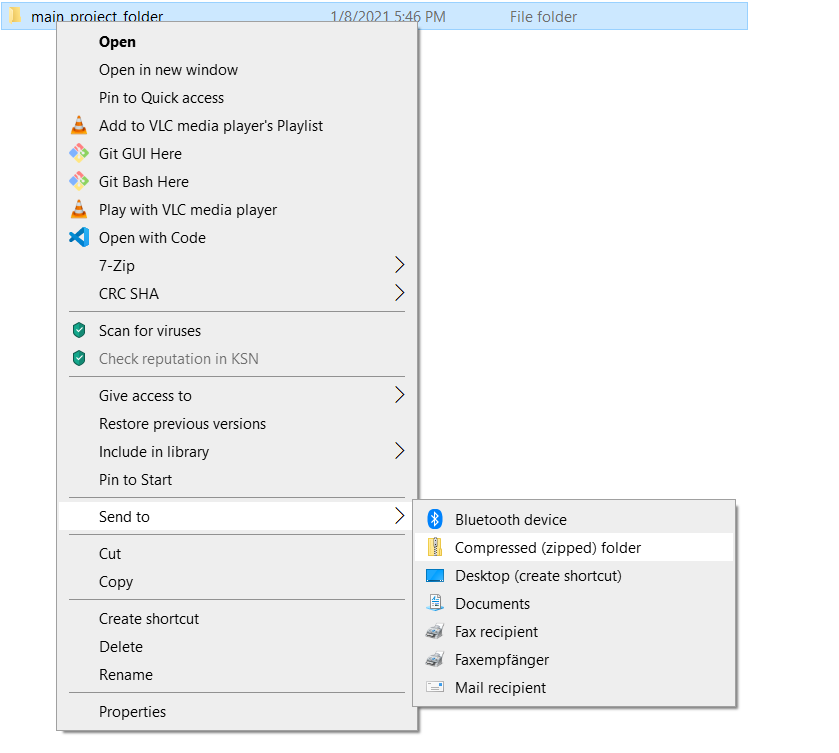 main_project_folder 1/8/2021 5:46 PM File folder
Open
Open in new window
Pin to Quick access
Add to VLC media player's Playlist
Git GUI Here
Git Bash Here
Play with VLC media player
Open with Code
7-Zip
CRC SHA
Scan for viruses
Check reputation in KSN
Give access to
Restore previous versions
Include in library
Pin to Start
Send to
Cut
Copy
Create shortcut
Delete
Rename
Properties
Bluetooth device
Compressed (zipped) folder
Desktop (create shortcut)
Documents
Fax recipient
Faxempfänger
Mail recipient